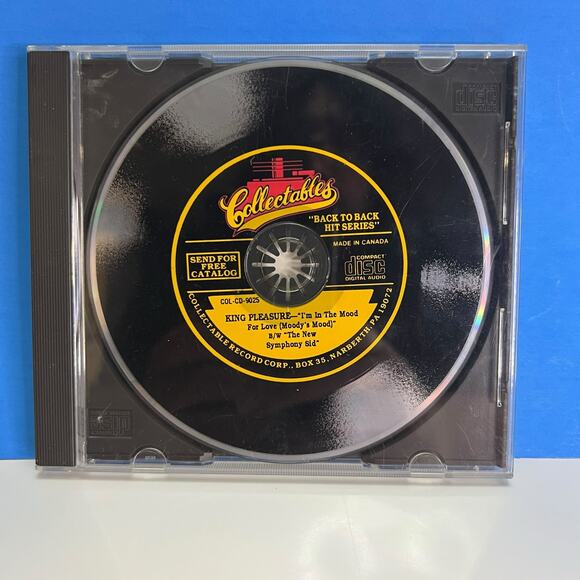 Collectables
"BACK TO BACK
HIT SERIES"
MADE IN CANADA
SEND FOR
FREE
CATALOG
COMPACT
disc
DIGITAL AUDIO
COL-CD-9025
KING PLEASURE—"I'm In The Mood
For Love (Moody's Mood)"
B/W "The New
Symphony Sid"
COLLECTABLE RECORD CORP., BOX 35, NARBERTH, PA 19072
disc
disc